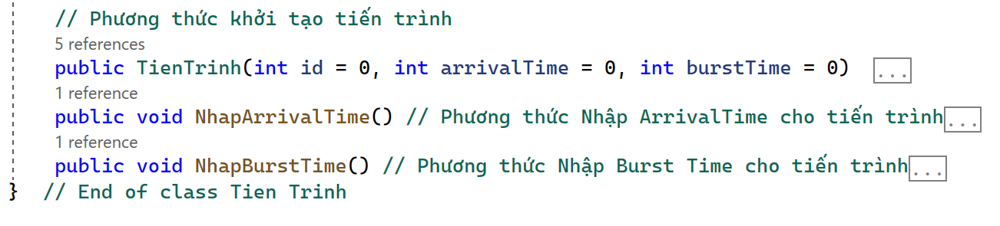 // Phương thức khởi tạo tiến trình
5 references
public TienTrinh(int id = 0, int arrivalTime = 0, int burstTime = 0) ...
1 reference
public void NhapArrivalTime() // Phương thức Nhập ArrivalTime cho tiến trình...
1 reference
public void NhapBurstTime() // Phương thức Nhập Burst Time cho tiến trình...
} // End of class Tien Trinh